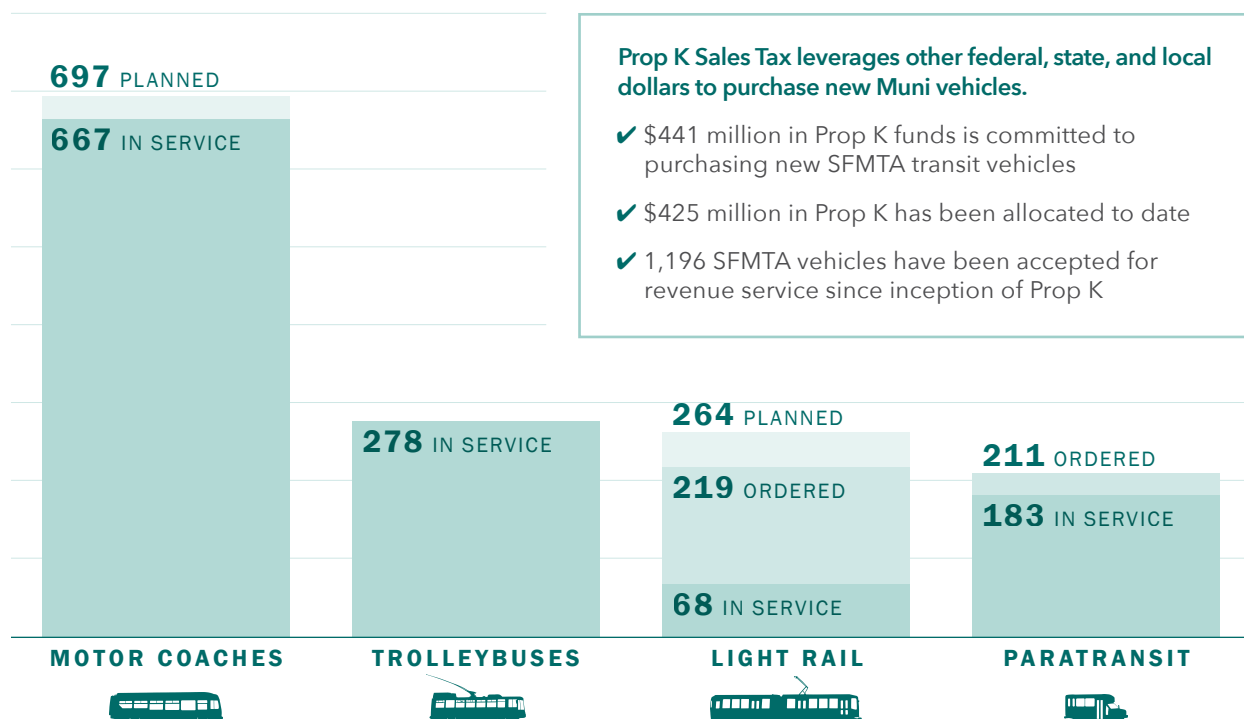 697 PLANNED
667 IN SERVICE
Prop K Sales Tax leverages other federal, state, and local
dollars to purchase new Muni vehicles.
✔ $441 million in Prop K funds is committed to
purchasing new SFMTA transit vehicles
✔ $425 million in Prop K has been allocated to date
✔ 1,196 SFMTA vehicles have been accepted for
revenue service since inception of Prop K
278 IN SERVICE
264 PLANNED
219 ORDERED
68 IN SERVICE
211 ORDERED
183 IN SERVICE
MOTOR COACHES
TROLLEYBUSES
LIGHT RAIL
PARATRANSIT